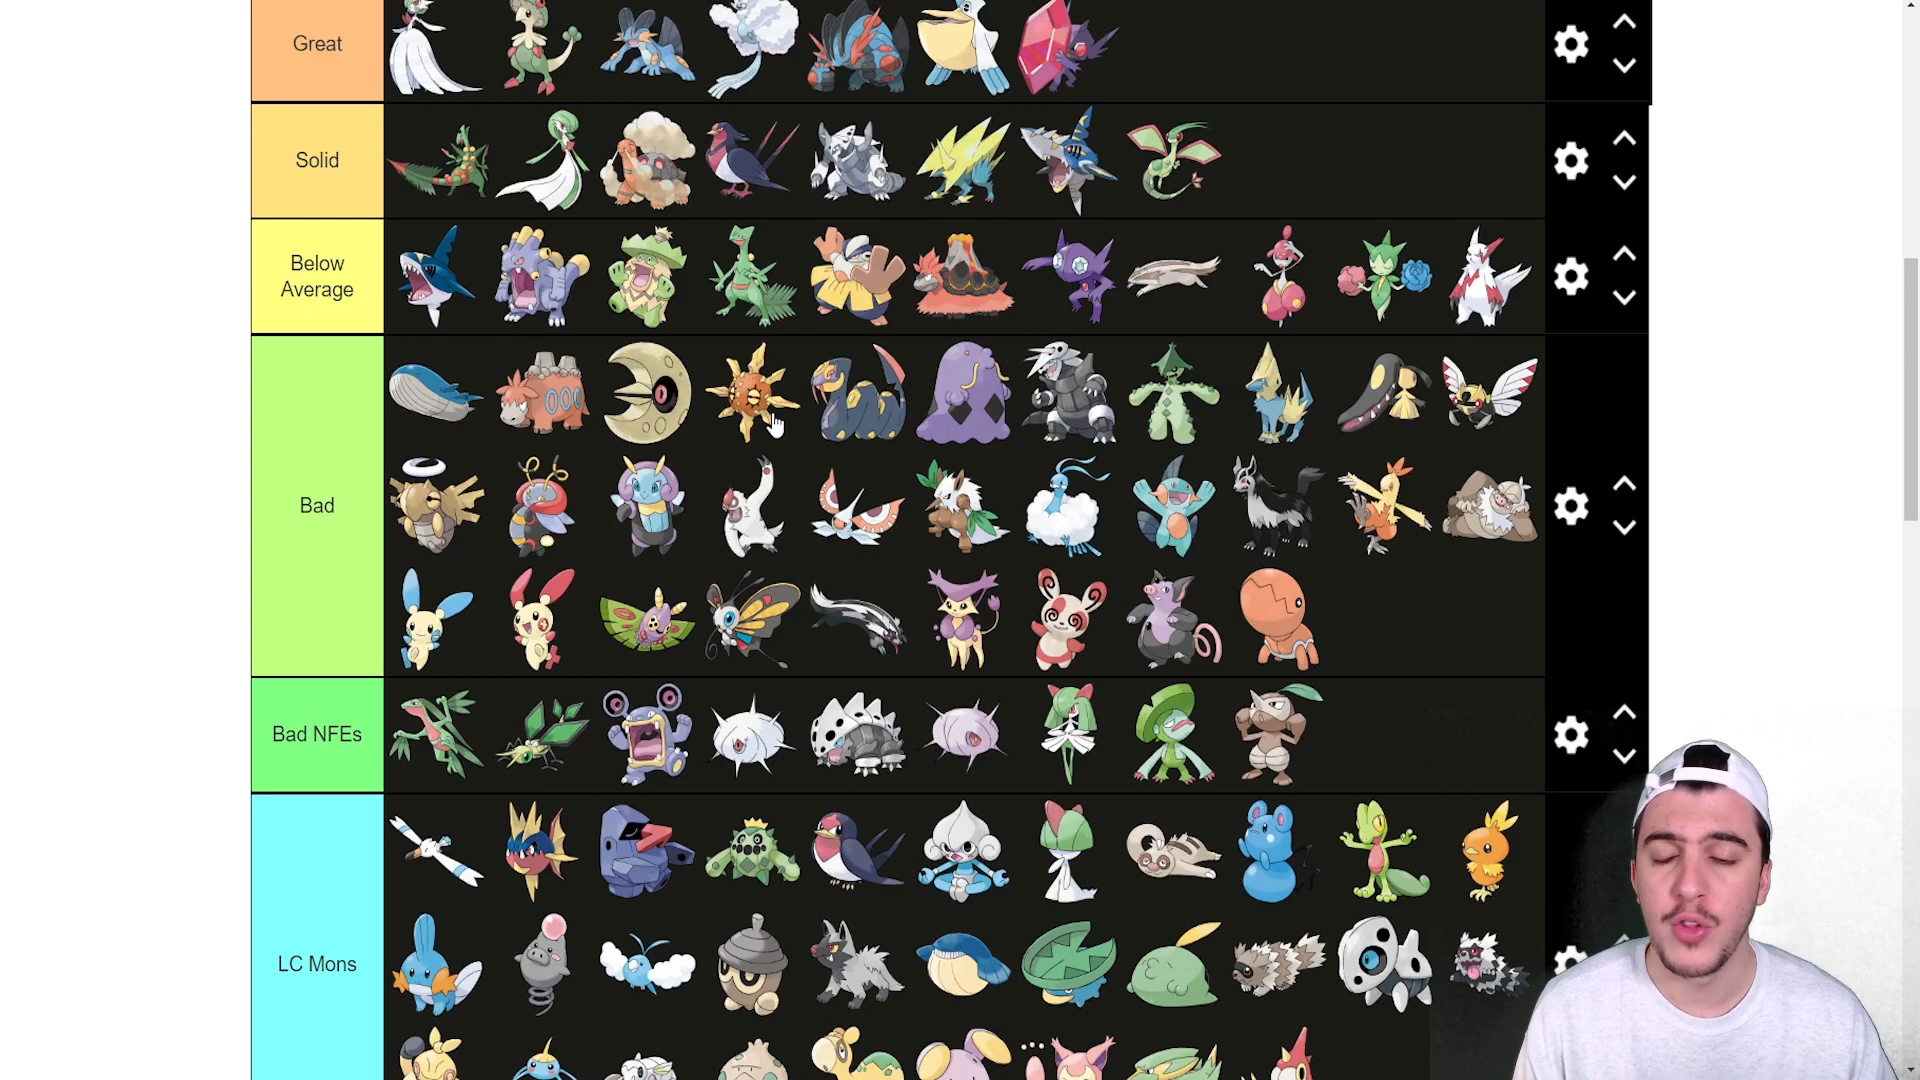 Great
Solid
Below
Average
Bad
Bad NFEs
LC Mons